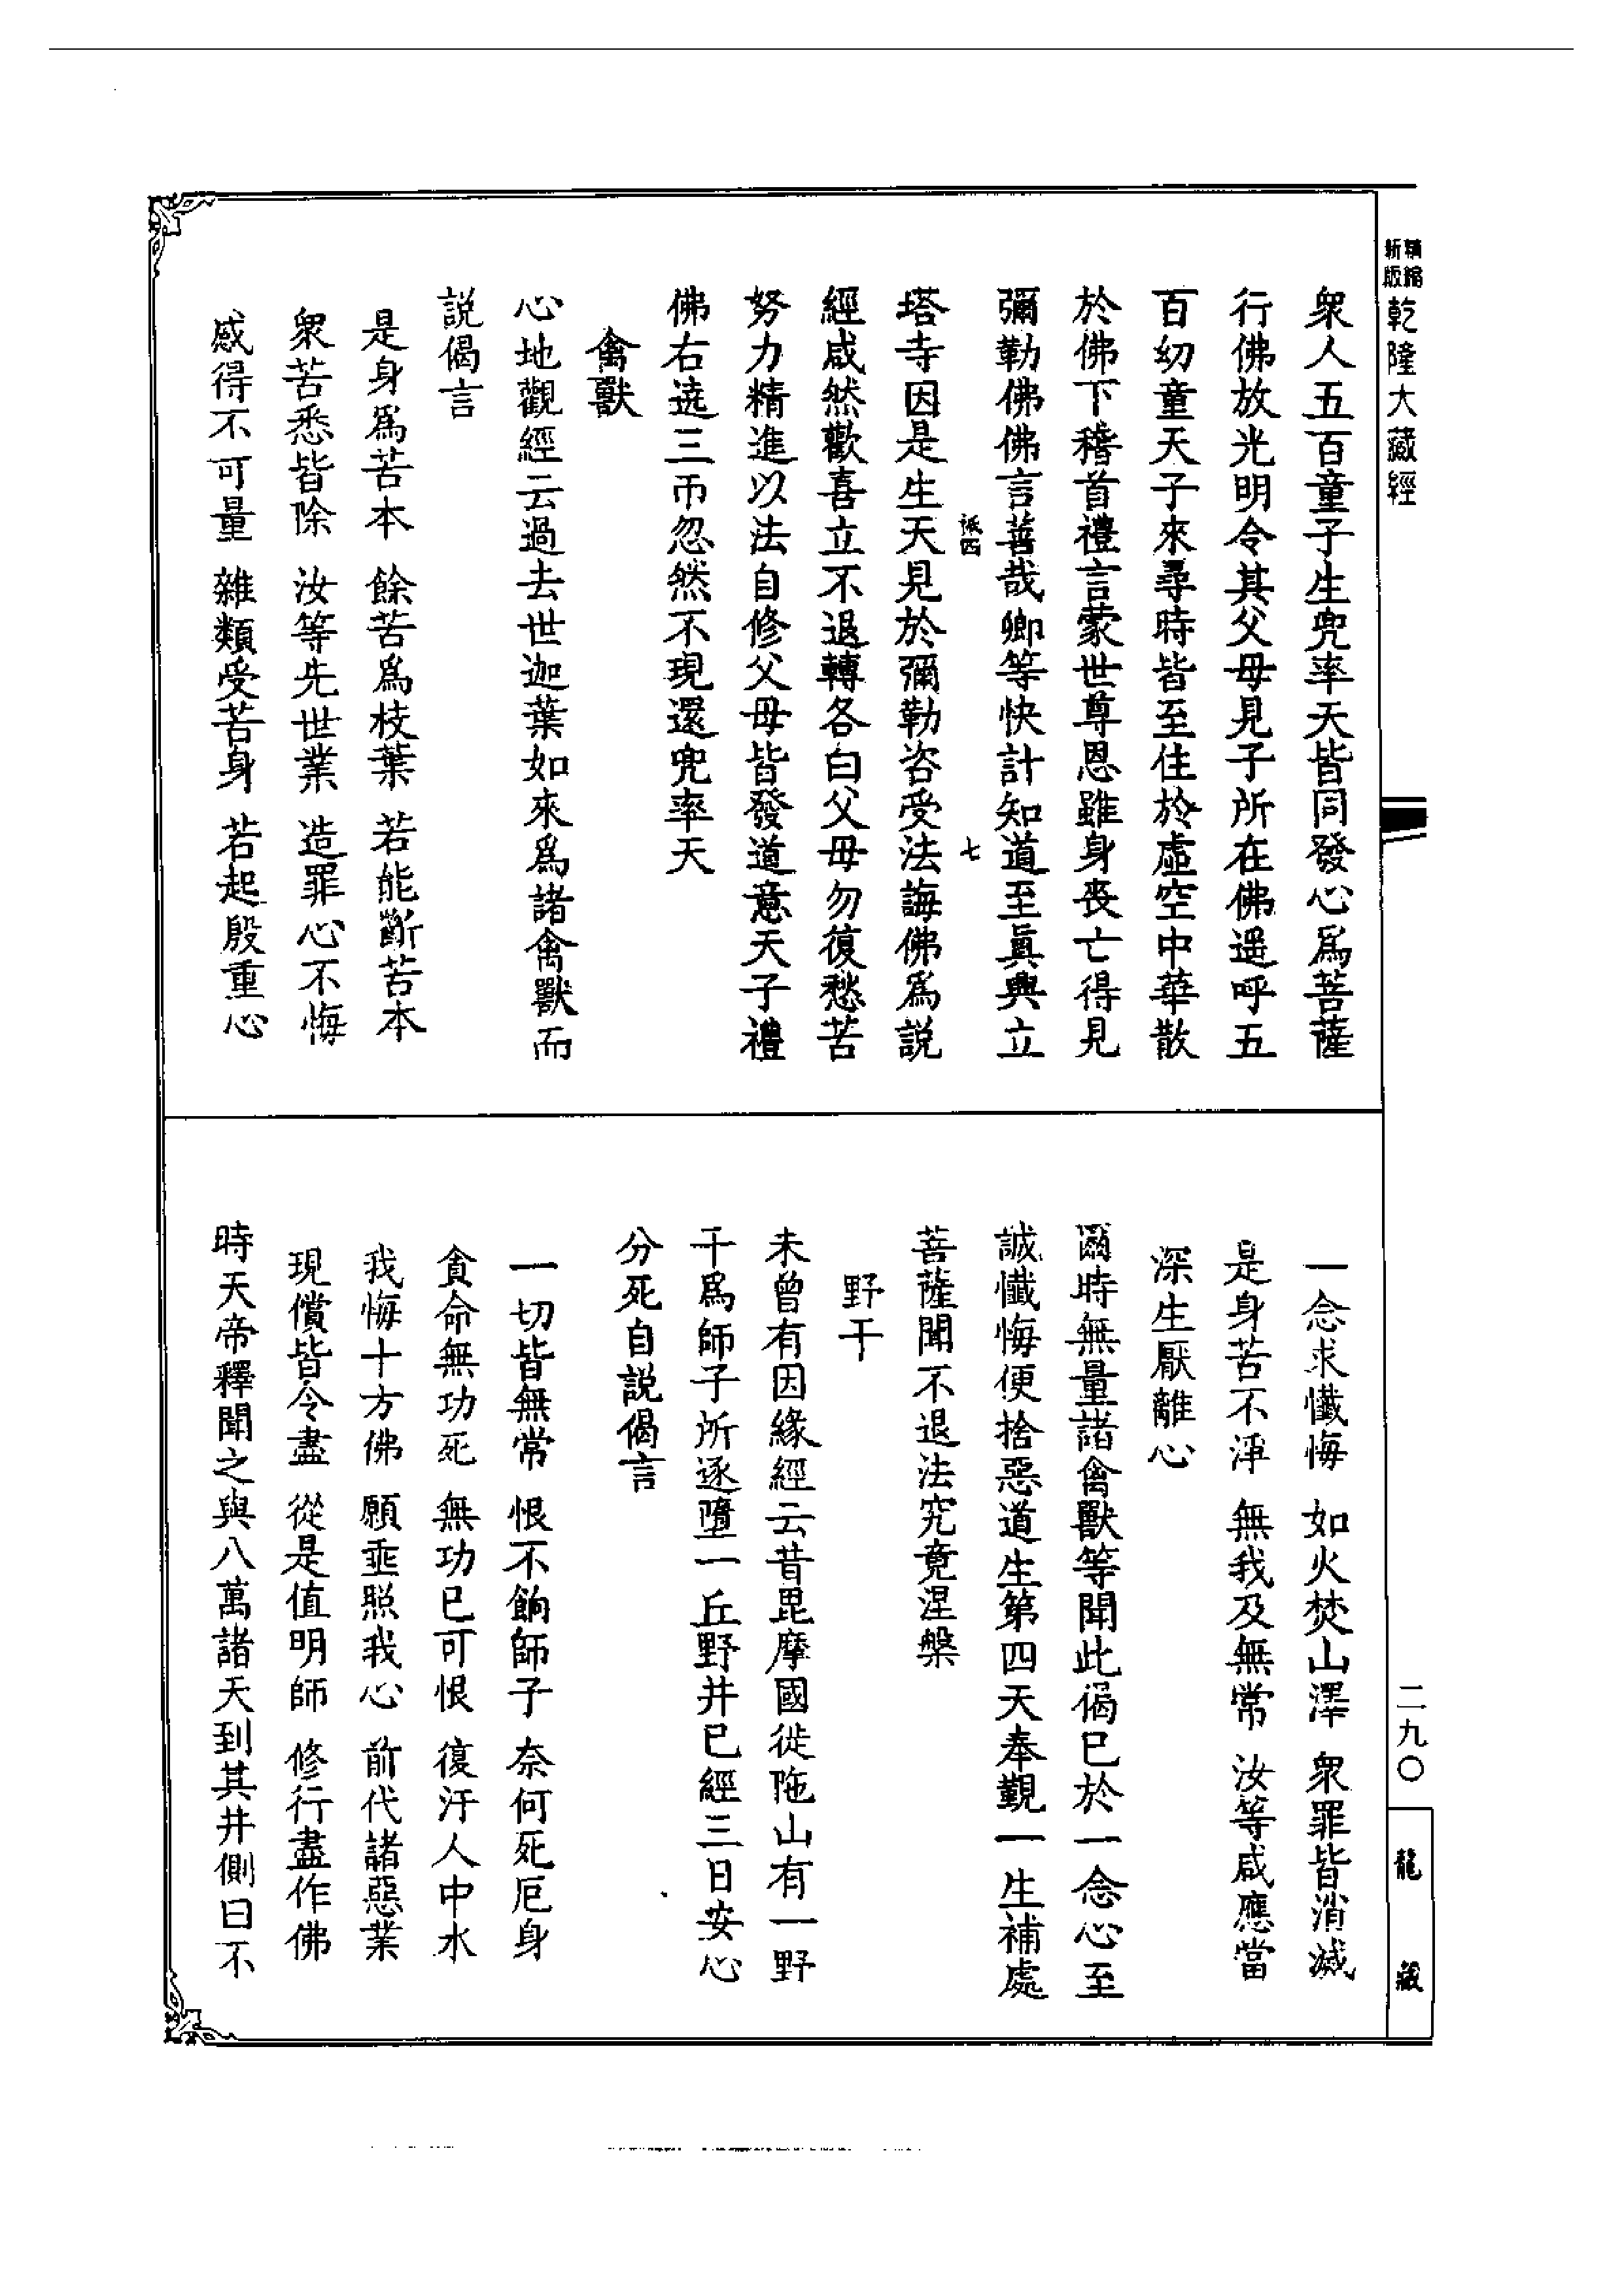 精縮
新版
乾隆大藏經
衆人五百童子生兜率天皆同發心爲菩薩
行佛放光明令其父母見子所在佛遥呼五
百幼童天子來尋時皆至住於虛空中華散
於佛下稽首禮言蒙世尊恩雖身喪亡得見
彌勒佛佛言善哉卿等快計知道至眞興立
七
塔寺因是生天見於彌勒咨受法誨佛爲説
經咸然歡喜立不退轉各白父母勿復愁苦
努力精進以法自修父母皆發道意天子禮
佛右遶三帀忽然不現還兜率天
禽獸
心地觀經云過去世迦葉如來爲諸禽獸而
説偈言
是身爲苦本 餘苦爲枝葉 若能斷苦本
衆苦悉皆除 汝等先世業 造罪心不悔
感得不可量 雜類受苦身 若起殷重心
一念求懺悔 如火焚山澤 衆罪皆消滅
是身苦不淨 無我及無常 汝等咸應當
深生厭離心
爾時無量諸禽獸等聞此偈已於一念心至
誠懺悔便捨惡道生第四天奉覲一生補處
菩薩聞不退法究竟涅槃
野干
未曾有因緣經云昔毘摩國徙陁山有一野
干爲師子所逐墮一丘野井已經三日安心
分死自説偈言
一切皆無常 恨不餉師子 奈何死厄身
貪命無功死 無功已可恨 復汙人中水
我悔十方佛 願垂照我心 前代諸惡業
現償皆令盡 從是值明師 修行盡作佛
時天帝釋聞之與八萬諸天到其井側曰不
二九〇
龍藏